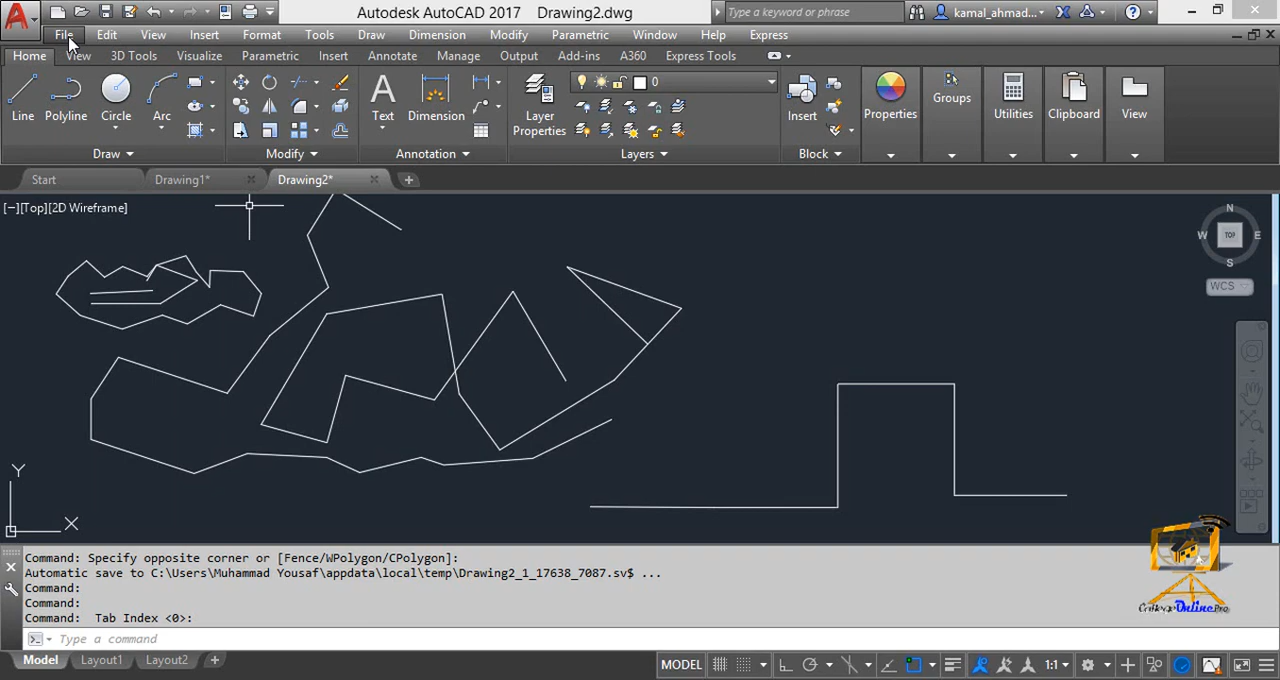 Autodesk AutoCAD 2017 Drawing2.dwg Type a keyword or phrase kamal_ahmad...
File Edit View Insert Format Tools Draw Dimension Modify Parametric Window Help Express
Home View 3D Tools Visualize Parametric Insert Annotate Manage Output Add-ins A360 Express Tools
0
Line Polyline Circle Arc Text Dimension Layer Properties Insert Properties Groups Utilities Clipboard View
Draw Modify Annotation Layers Block
Start Drawing1* Drawing2*
[−][Top][2D Wireframe]
N
W TOP E
S
WCS
Y
X
Command: Specify opposite corner or [Fence/WPolygon/CPolygon]:
Automatic save to C:\Users\Muhammad Yousaf\appdata\local\temp\Drawing2_1_17638_7087.sv$ ...
Command:
Command:
Command: Tab Index <0>:
College Online Pro
Type a command
Model Layout1 Layout2 + MODEL 1:1